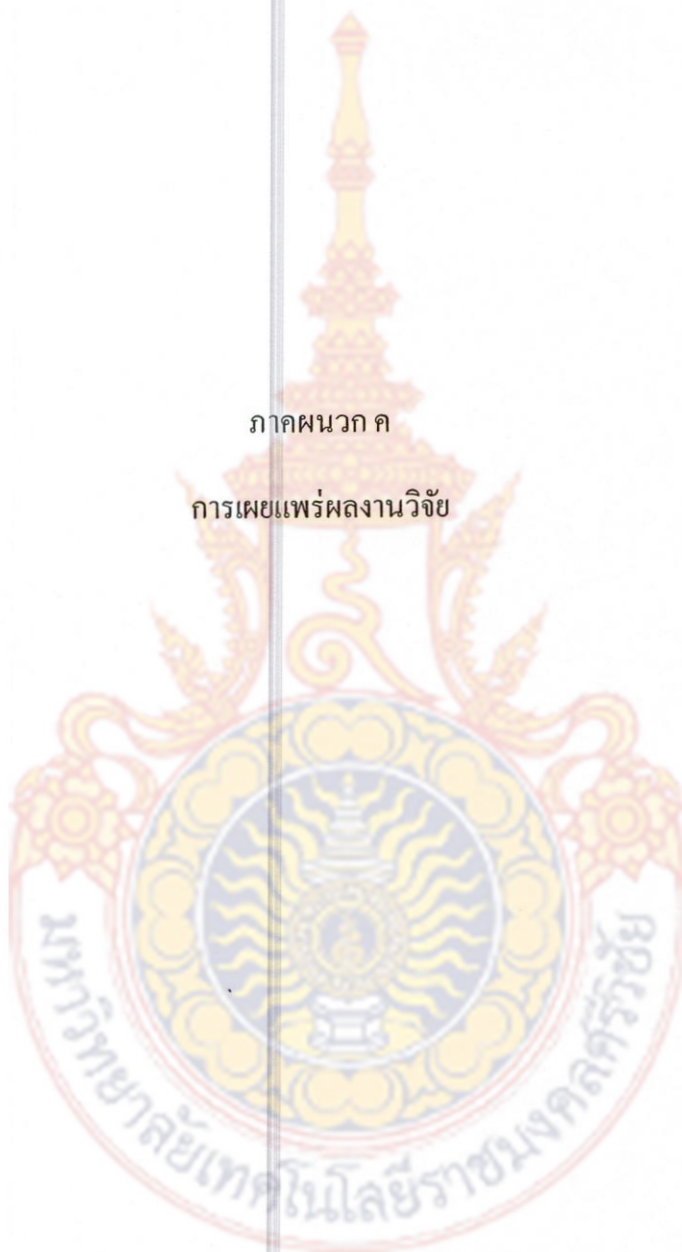 ภาคผนวก ค
การเผยแพร่ผลงานวิจัย
มหาวิทยาลัยเทคโนโลยีราชมงคลศรีวิชัย